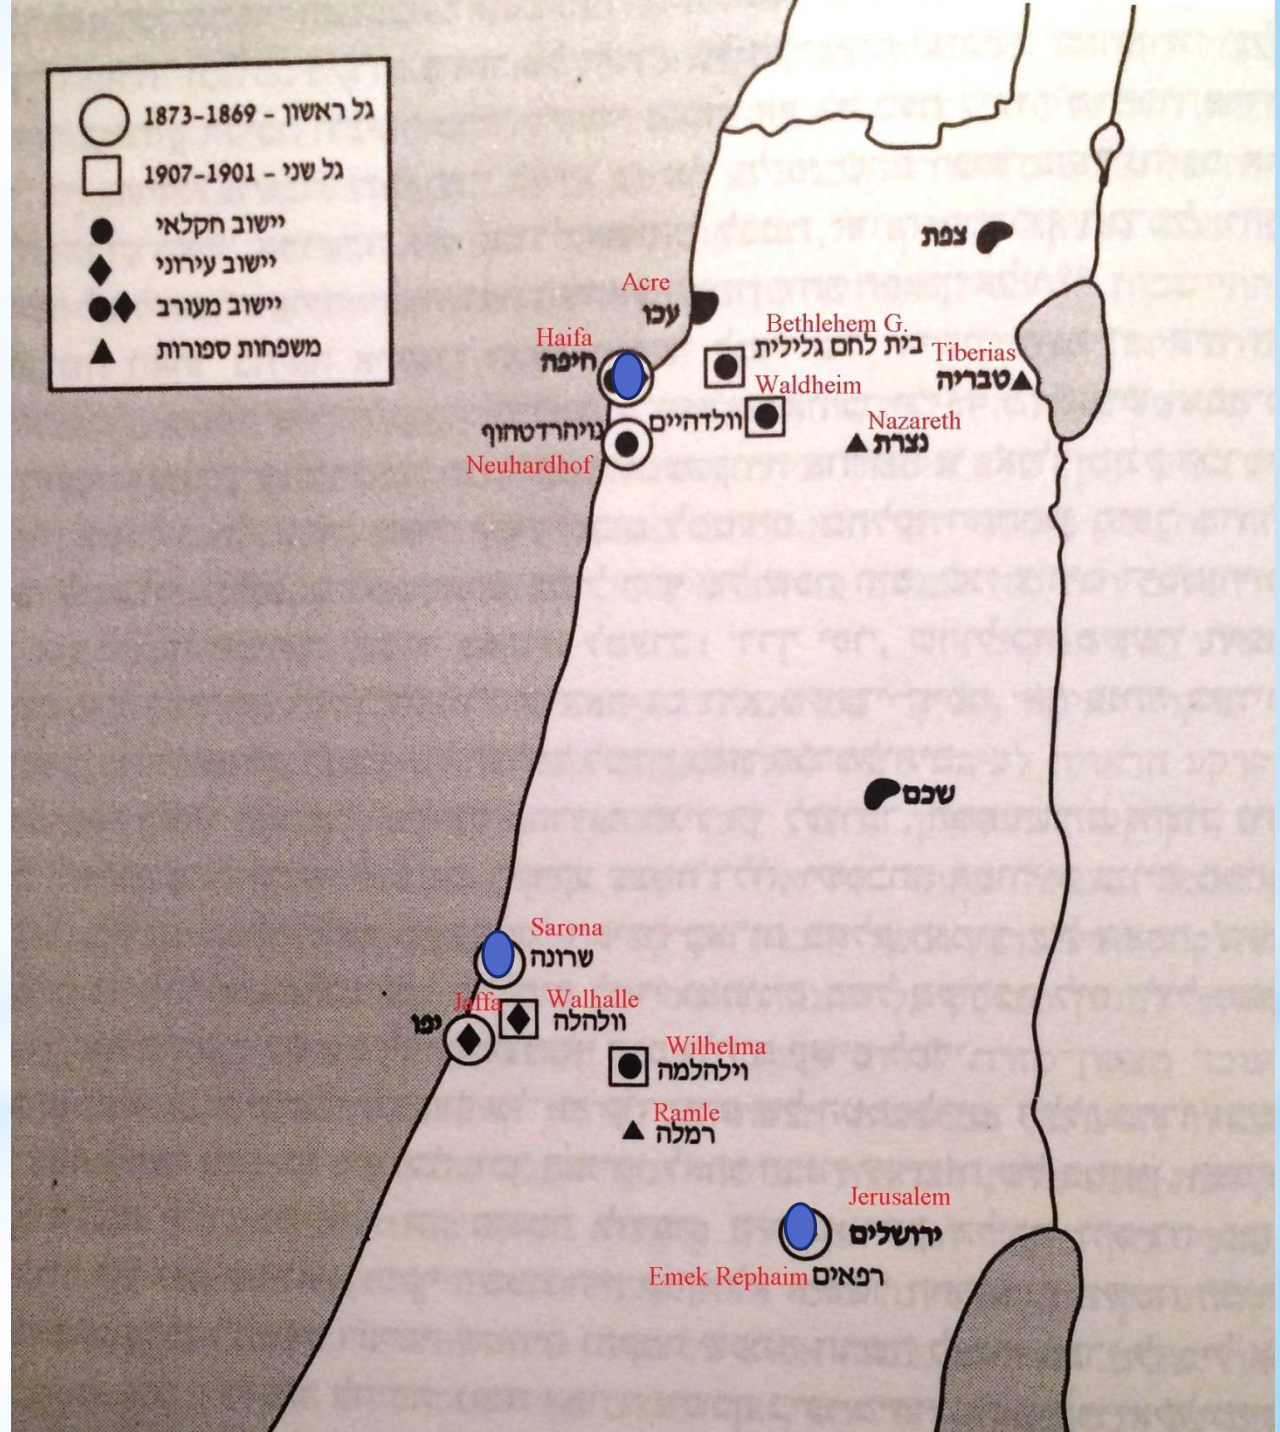 גל ראשון - 1873-1869
גל שני - 1907-1901
יישוב חקלאי
יישוב עירוני
יישוב מעורב
משפחות ספורות
צפת
Acre
עכו
Haifa
חיפה
Bethlehem G.
בית לחם גלילית
Tiberias
טבריה
Waldheim
וולדהיים
Nazareth
נצרת
נויהרדטהוף
Neuhardhof
שכם
Sarona
שרונה
Jaffa
יפו
Walhalle
וולהלה
Wilhelma
וילהלמה
Ramle
רמלה
Jerusalem
ירושלים
Emek Rephaim רפאים